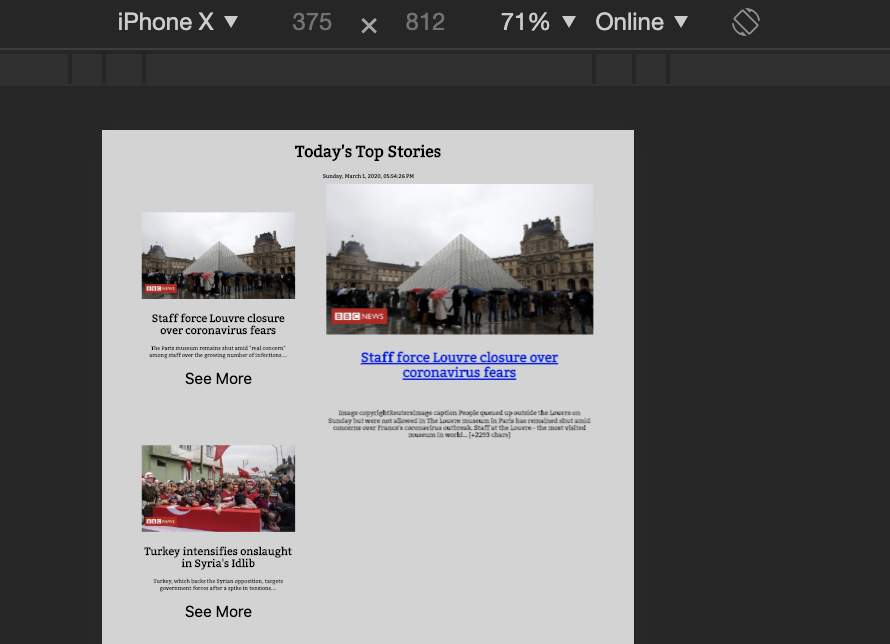 iPhone X ▼ 375 × 812 71% ▼ Online ▼
Today's Top Stories
Sunday, March 1, 2020, 05:54:26 PM
BBC NEWS
Staff force Louvre closure
over coronavirus fears
The Paris museum remains shut amid "real concern"
among staff over the growing number of infections...
See More
BBC NEWS
Turkey intensifies onslaught
in Syria's Idlib
Turkey, which backs the Syrian opposition, targets
government forces after a spike in tensions...
See More
BBC NEWS
Staff force Louvre closure over
coronavirus fears
Image copyrightReutersImage caption People queued up outside the Louvre on
Sunday but were not allowed in The Louvre museum in Paris has remained shut amid
concerns over France's coronavirus outbreak. Staff at the Louvre - the most visited
museum in world... [+2293 chars]